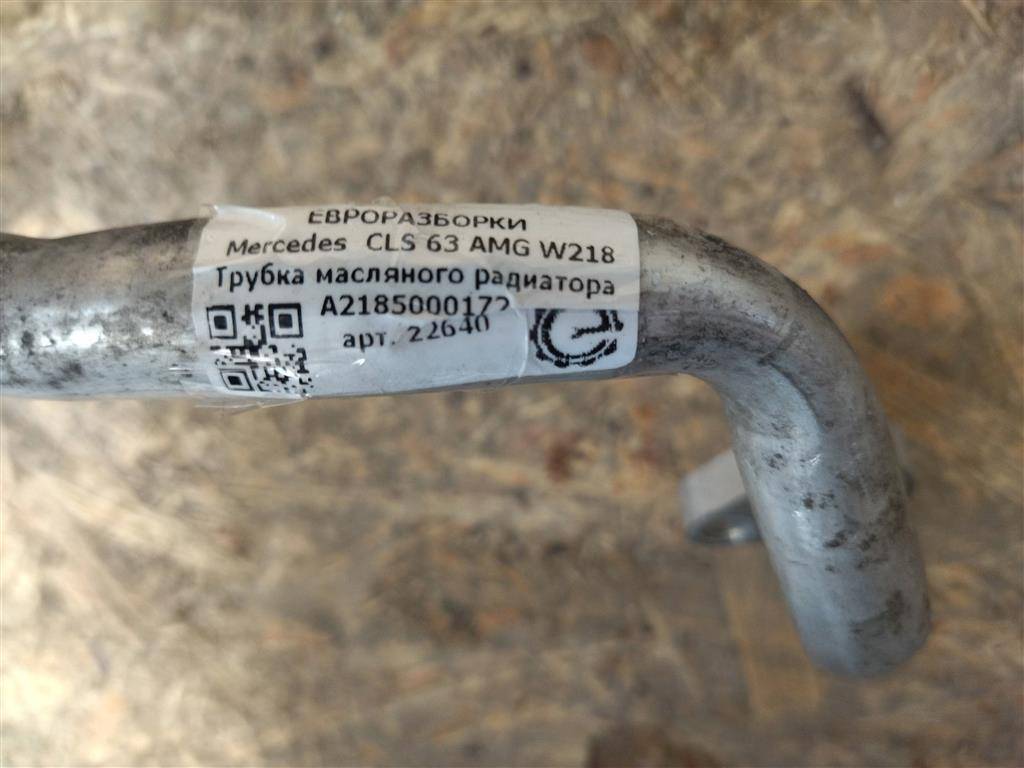 ЕВРОРАЗБОРКИ
Mercedes CLS 63 AMG W218
Трубка масляного радиатора
A2185000172
арт. 22640